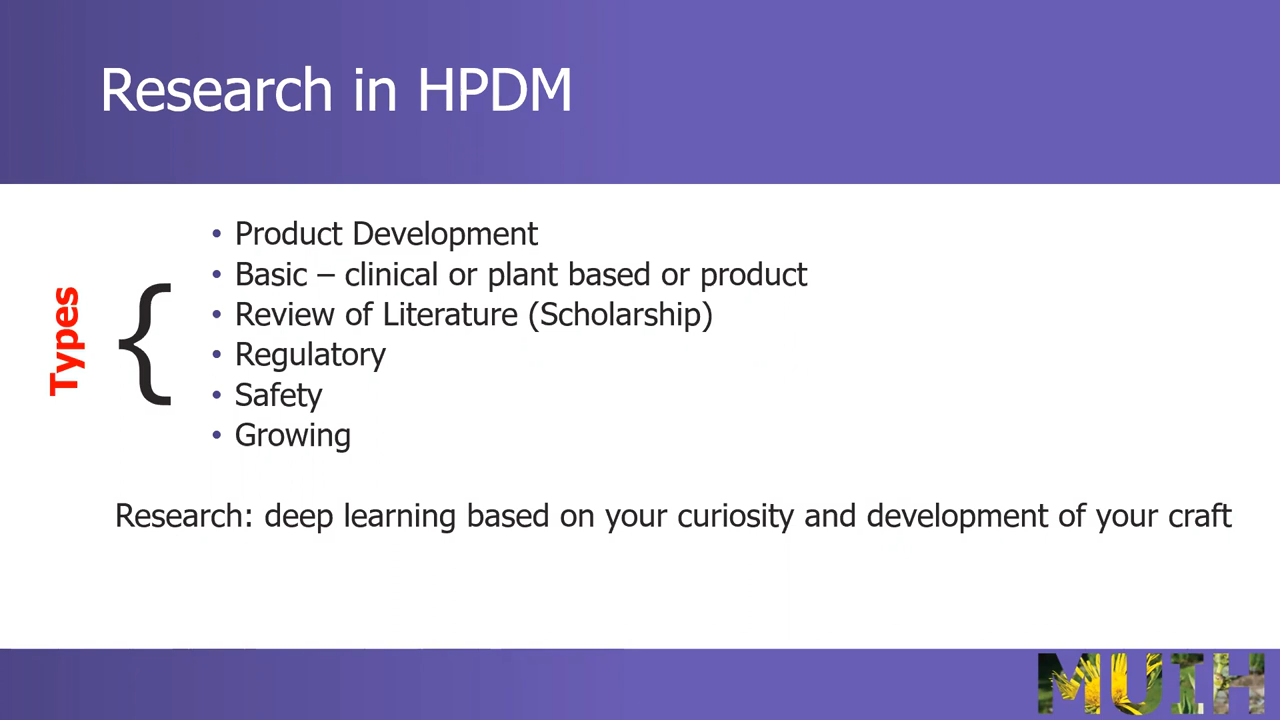 Research in HPDM
Types
{
• Product Development
• Basic – clinical or plant based or product
• Review of Literature (Scholarship)
• Regulatory
• Safety
• Growing
Research: deep learning based on your curiosity and development of your craft
MUIH